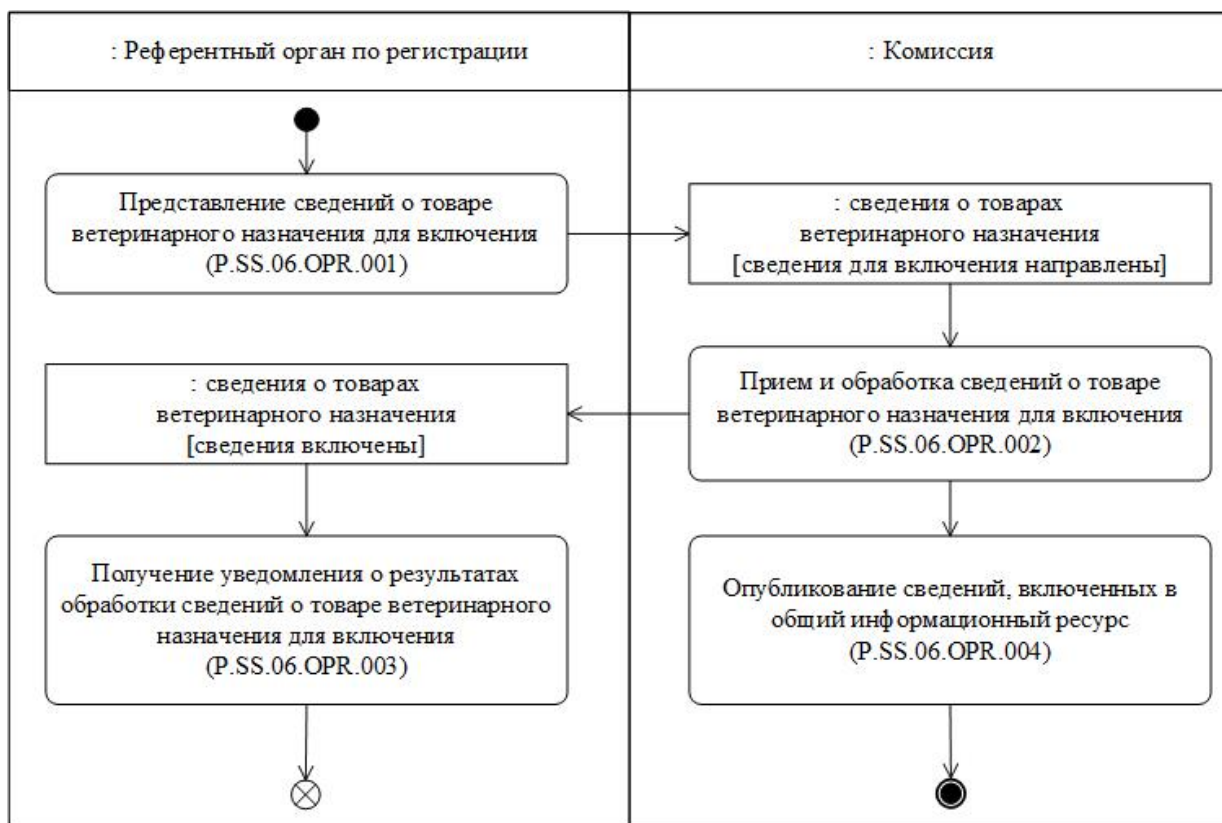 : Референтный орган по регистрации
: Комиссия
Представление сведений о товаре
ветеринарного назначения для включения
(P.SS.06.OPR.001)
: сведения о товарах
ветеринарного назначения
[сведения для включения направлены]
: сведения о товарах
ветеринарного назначения
[сведения включены]
Прием и обработка сведений о товаре
ветеринарного назначения для включения
(P.SS.06.OPR.002)
Получение уведомления о результатах
обработки сведений о товаре ветеринарного
назначения для включения
(P.SS.06.OPR.003)
Опубликование сведений, включенных в
общий информационный ресурс
(P.SS.06.OPR.004)